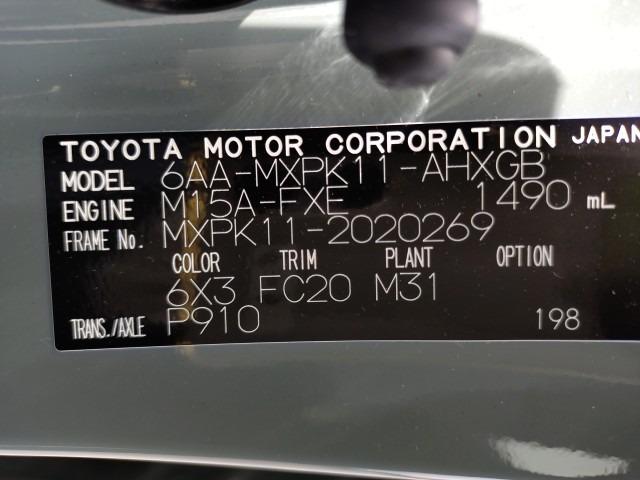 TOYOTA MOTOR CORPORATION JAPAN
MODEL 6AA-MXPK11-AHXGB
ENGINE M15A-FXE 1490 mL
FRAME No. MXPK11-2020269
COLOR TRIM PLANT OPTION
6X3 FC20 M31
TRANS./AXLE P910 198